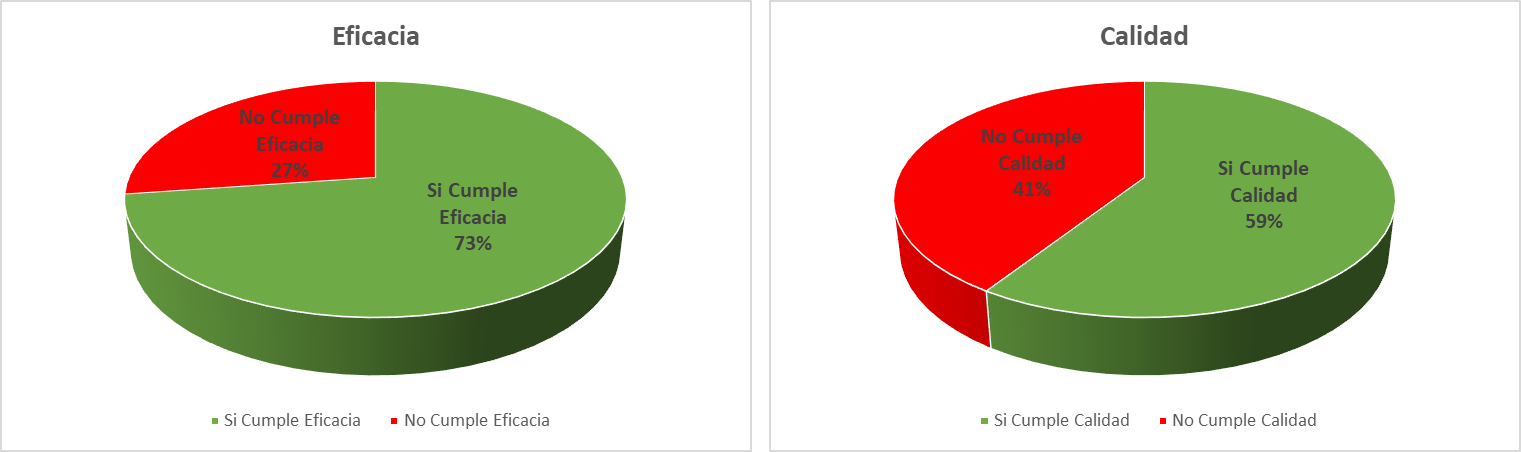 Eficacia
No Cumple
Eficacia
27%
Si Cumple
Eficacia
73%
Si Cumple Eficacia
No Cumple Eficacia
Calidad
No Cumple
Calidad
41%
Si Cumple
Calidad
59%
Si Cumple Calidad
No Cumple Calidad